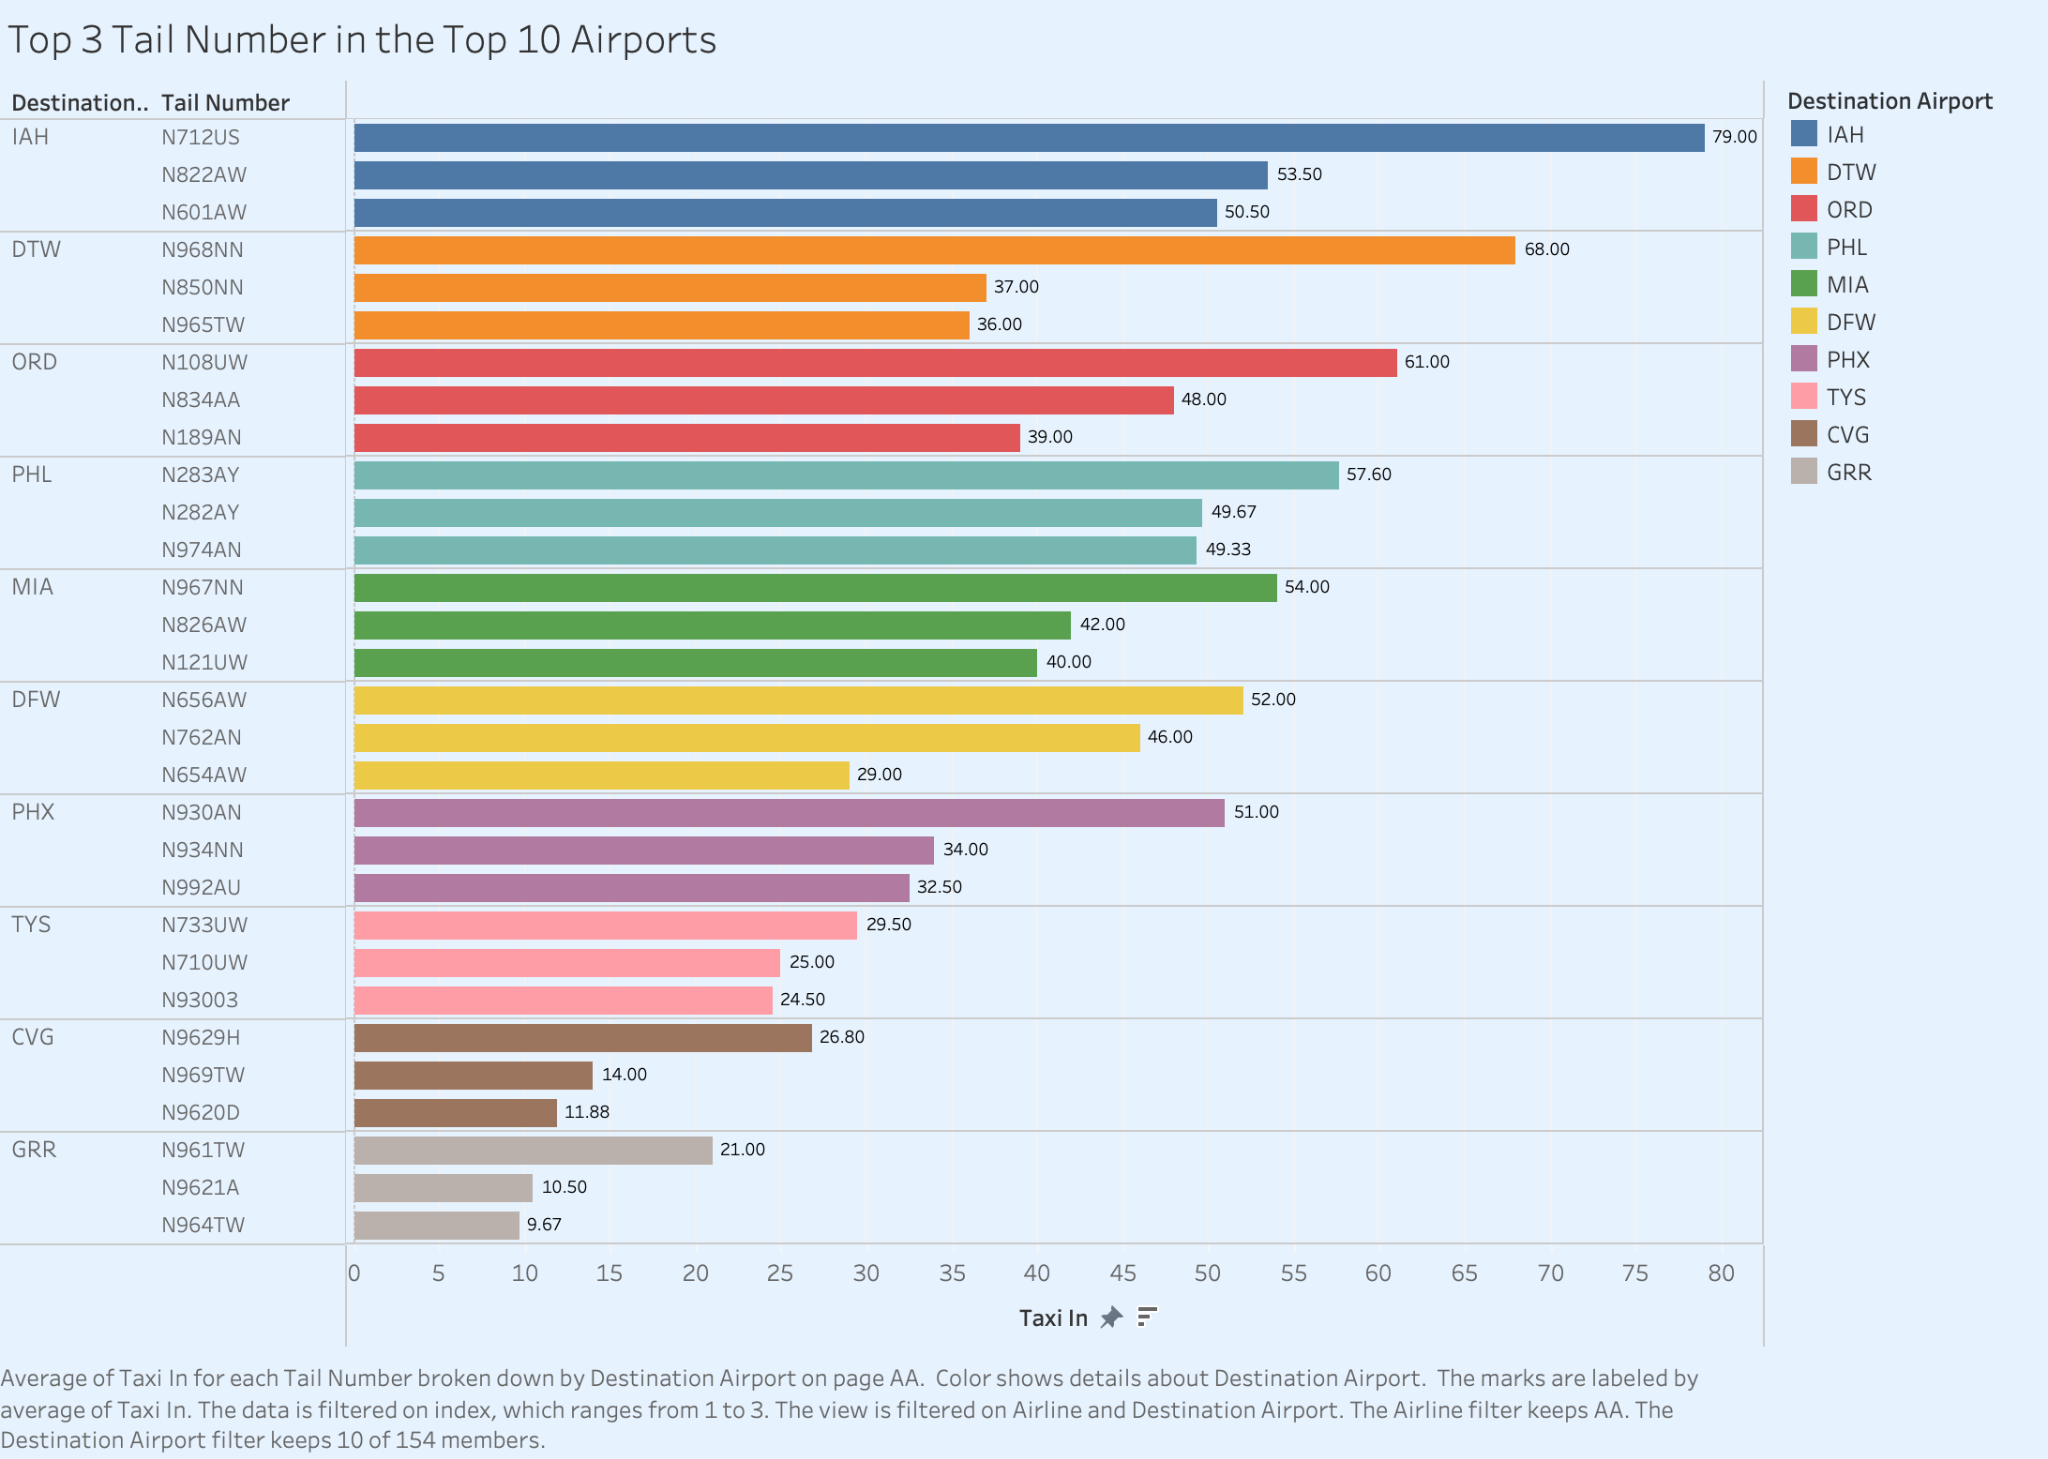 Top 3 Tail Number in the Top 10 Airports
Destination.. Tail Number
IAH N712US 79.00
N822AW 53.50
N601AW 50.50
DTW N968NN 68.00
N850NN 37.00
N965TW 36.00
ORD N108UW 61.00
N834AA 48.00
N189AN 39.00
PHL N283AY 57.60
N282AY 49.67
N974AN 49.33
MIA N967NN 54.00
N826AW 42.00
N121UW 40.00
DFW N656AW 52.00
N762AN 46.00
N654AW 29.00
PHX N930AN 51.00
N934NN 34.00
N992AU 32.50
TYS N733UW 29.50
N710UW 25.00
N93003 24.50
CVG N9629H 26.80
N969TW 14.00
N9620D 11.88
GRR N961TW 21.00
N9621A 10.50
N964TW 9.67
0 5 10 15 20 25 30 35 40 45 50 55 60 65 70 75 80
Taxi In
Destination Airport
IAH
DTW
ORD
PHL
MIA
DFW
PHX
TYS
CVG
GRR
Average of Taxi In for each Tail Number broken down by Destination Airport on page AA.  Color shows details about Destination Airport.  The marks are labeled by
average of Taxi In. The data is filtered on index, which ranges from 1 to 3. The view is filtered on Airline and Destination Airport. The Airline filter keeps AA. The
Destination Airport filter keeps 10 of 154 members.